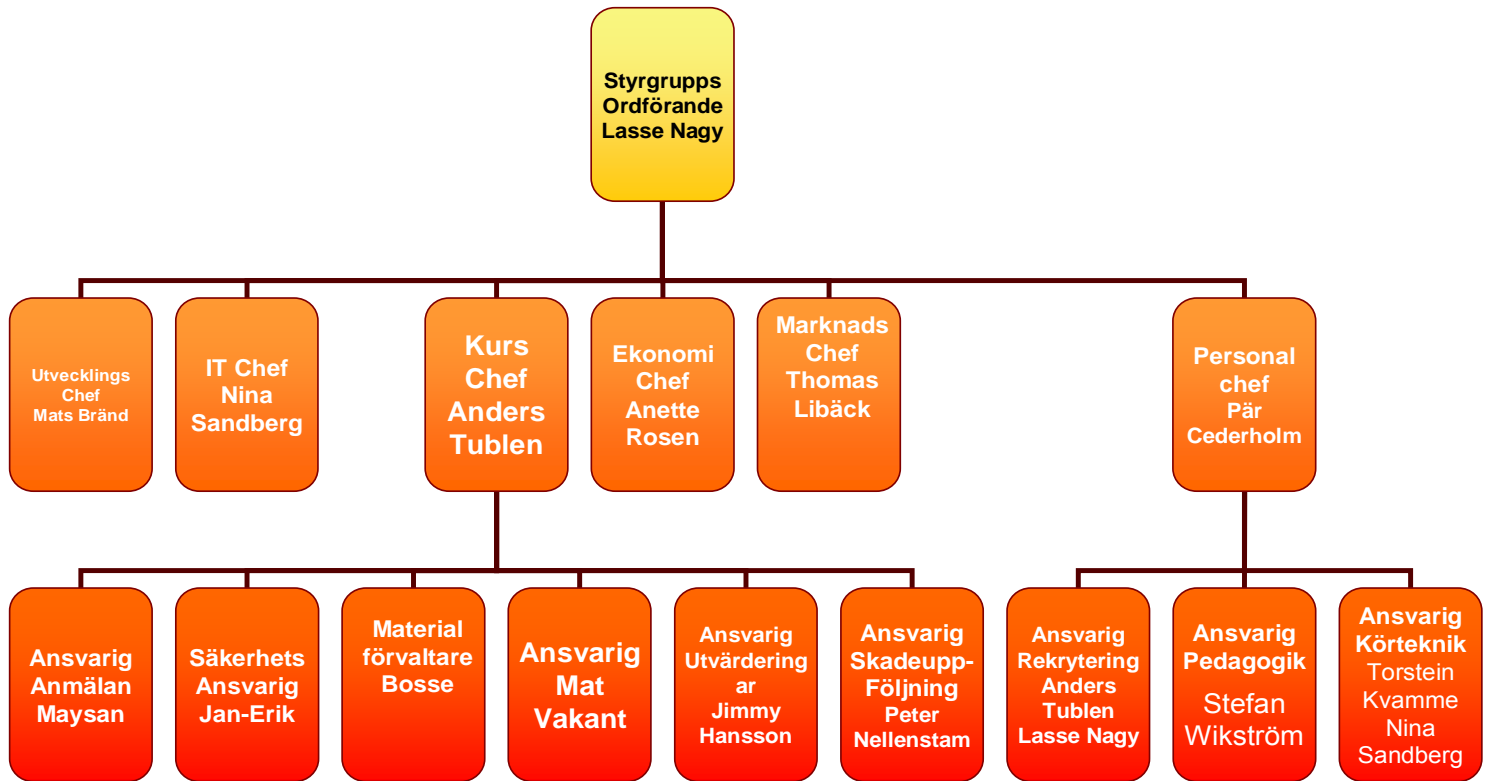 Styrgrupps
Ordförande
Lasse Nagy
Utvecklings
Chef
Mats Bränd
IT Chef
Nina
Sandberg
Kurs
Chef
Anders
Tublen
Ekonomi
Chef
Anette
Rosen
Marknads
Chef
Thomas
Libäck
Personal
chef
Pär
Cederholm
Ansvarig
Anmälan
Maysan
Säkerhets
Ansvarig
Jan-Erik
Material
förvaltare
Bosse
Ansvarig
Mat
Vakant
Ansvarig
Utvärdering
ar
Jimmy
Hansson
Ansvarig
Skadeupp-
Följning
Peter
Nellenstam
Ansvarig
Rekrytering
Anders
Tublen
Lasse Nagy
Ansvarig
Pedagogik
Stefan
Wikström
Ansvarig
Körteknik
Torstein
Kvamme
Nina
Sandberg